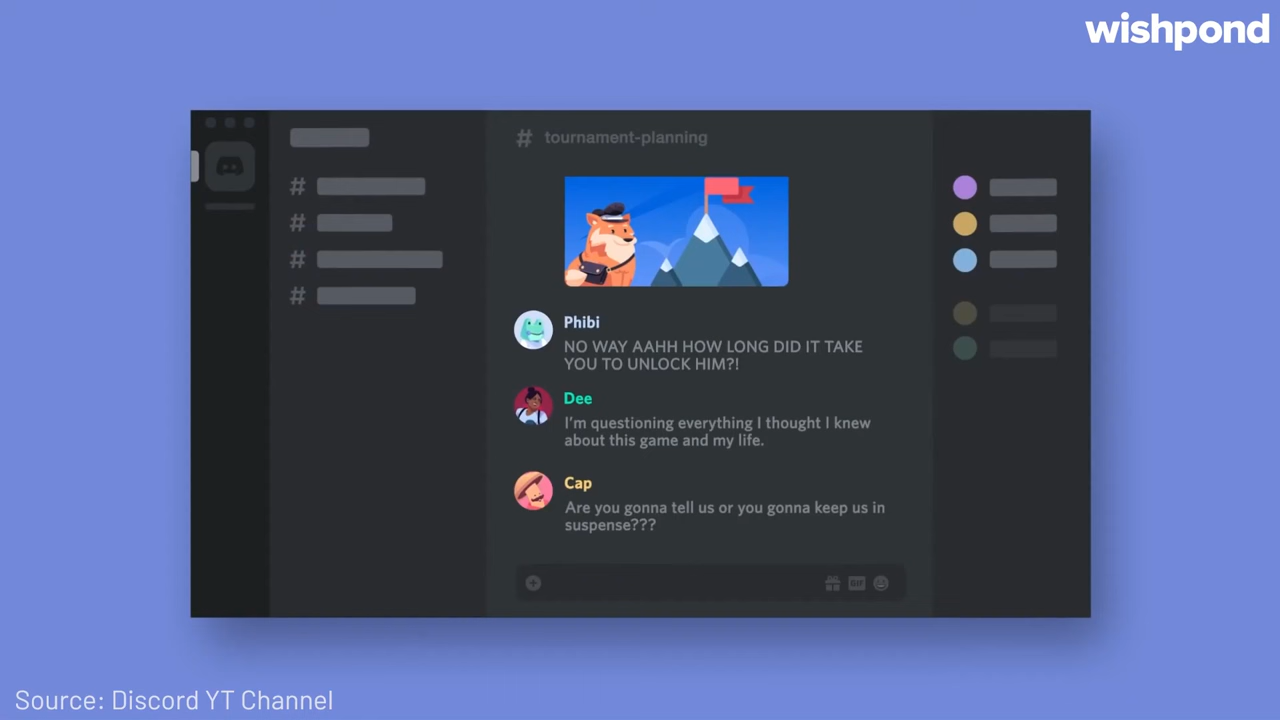 wishpond
# tournament-planning
#
#
#
#
Phibi
NO WAY AAHH HOW LONG DID IT TAKE
YOU TO UNLOCK HIM?!
Dee
I'm questioning everything I thought I knew
about this game and my life.
Cap
Are you gonna tell us or you gonna keep us in
suspense???
GIF
Source: Discord YT Channel